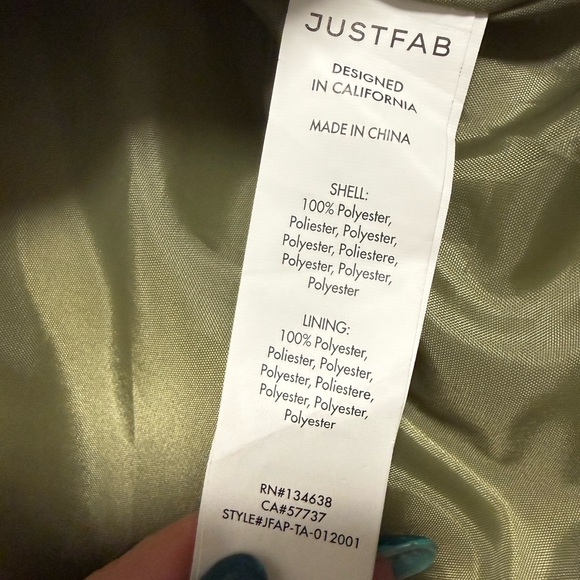 JUSTFAB
DESIGNED
IN CALIFORNIA
MADE IN CHINA
SHELL:
100% Polyester,
Poliester, Polyester,
Polyester, Poliestere,
Polyester, Polyester,
Polyester
LINING:
100% Polyester,
Poliester, Polyester,
Polyester, Poliestere,
Polyester, Polyester,
Polyester
RN#134638
CA#57737
STYLE#JFAP-TA-012001